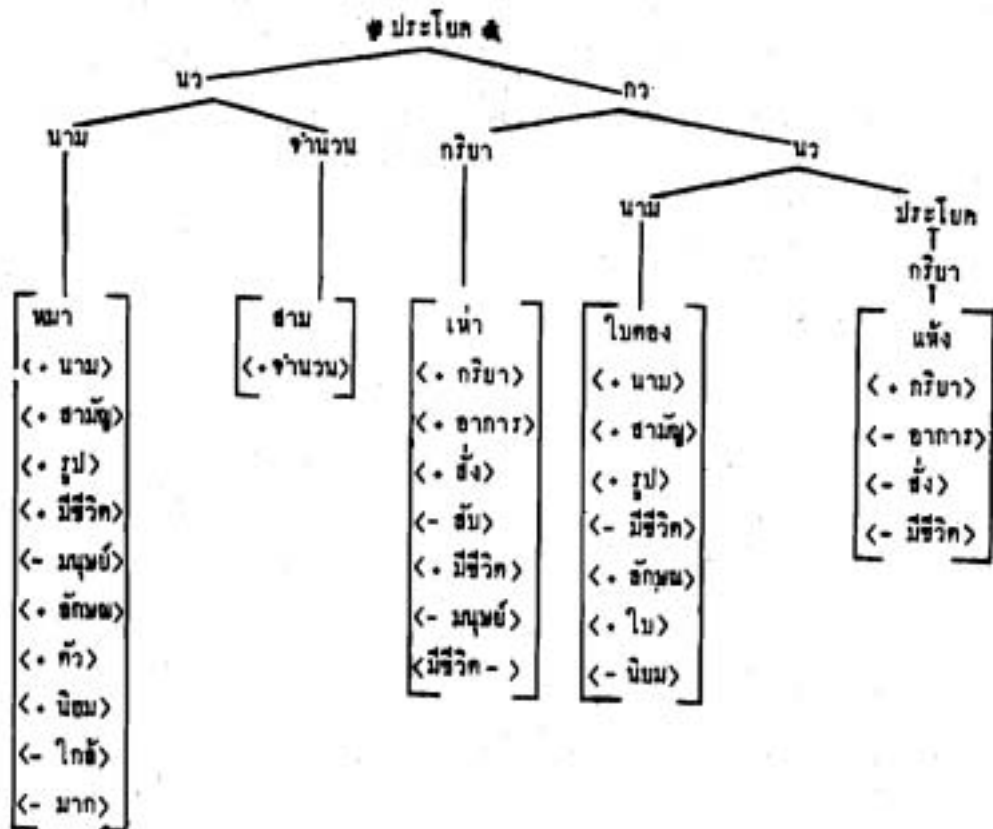 ประโยค
นว
กว
นาม
จำนวน
กริยา
นว
นาม
ประโยค
กริยา
หมา
<+ นาม>
<+ สามัญ>
<+ รูป>
<+ มีชีวิต>
<- มนุษย์>
<+ ลักษณ>
<+ ตัว>
<+ นิยม>
<- ใกล้>
<- มาก>
สาม
<+ จำนวน>
เห่า
<+ กริยา>
<+ อาการ>
<+ สั่ง>
<- สับ>
<+ มีชีวิต>
<- มนุษย์>
<มีชีวิต - >
ใบตอง
<+ นาม>
<+ สามัญ>
<+ รูป>
<- มีชีวิต>
<+ ลักษณ>
<+ ใบ>
<- นิยม>
แห้ง
<+ กริยา>
<- อาการ>
<- สั่ง>
<- มีชีวิต>